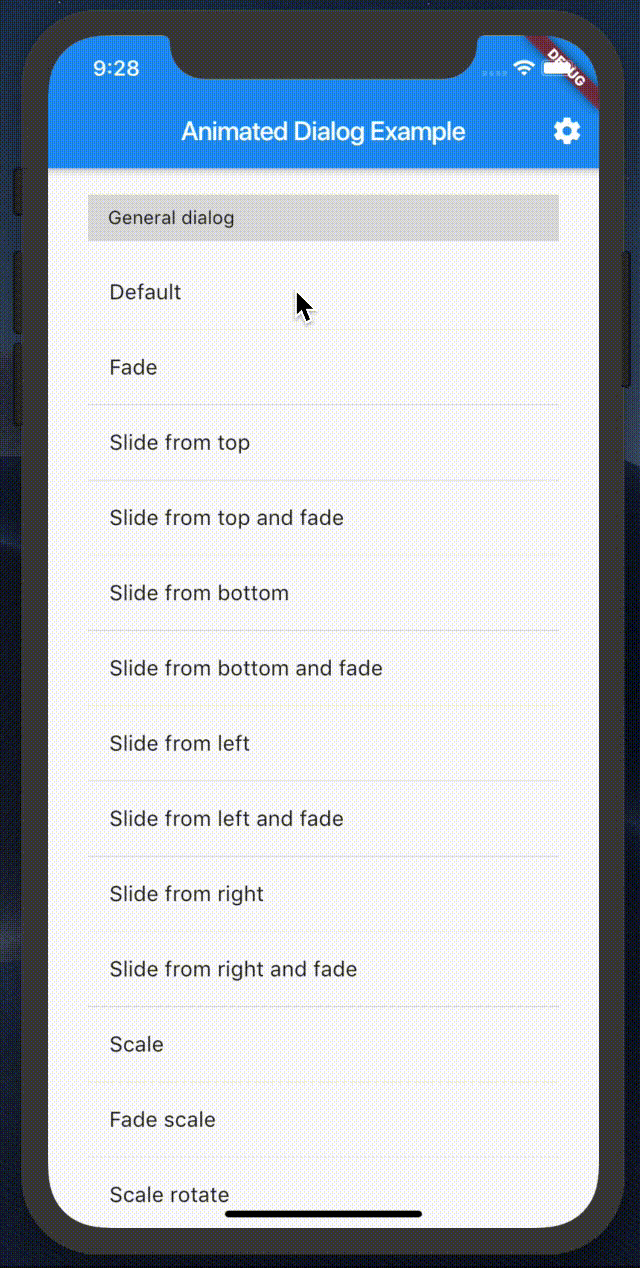 9:28
DEBUG
Animated Dialog Example
General dialog
Default
Fade
Slide from top
Slide from top and fade
Slide from bottom
Slide from bottom and fade
Slide from left
Slide from left and fade
Slide from right
Slide from right and fade
Scale
Fade scale
Scale rotate